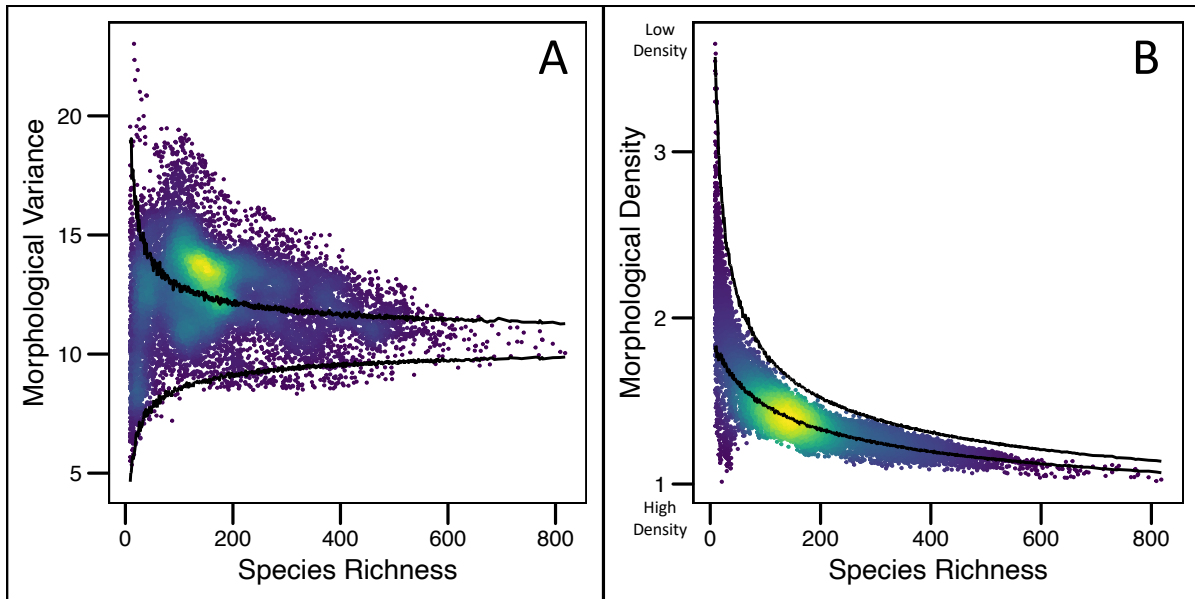 A
Morphological Variance
20
15
10
5
0
200
400
600
800
Species Richness
B
Low
Density
Morphological Density
3
2
1
High
Density
0
200
400
600
800
Species Richness